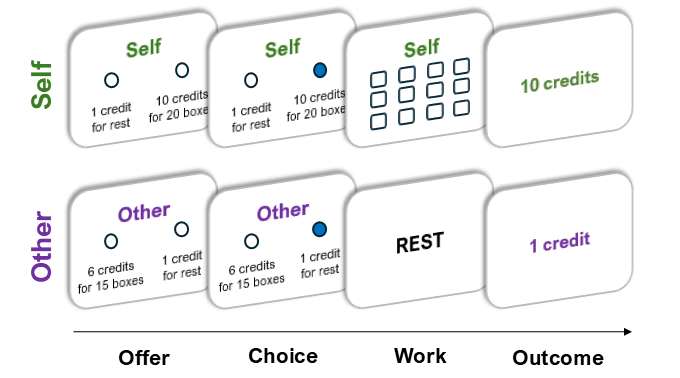 Self
Self
1 credit
for rest
10 credits
for 20 boxe
Self
1 credit
for rest
10 credits
for 20 boxe
Self
10 credits
Other
Other
6 credits
for 15 boxes
1 credit
for rest
Other
6 credits
for 15 boxes
1 credit
for rest
REST
1 credit
Offer
Choice
Work
Outcome